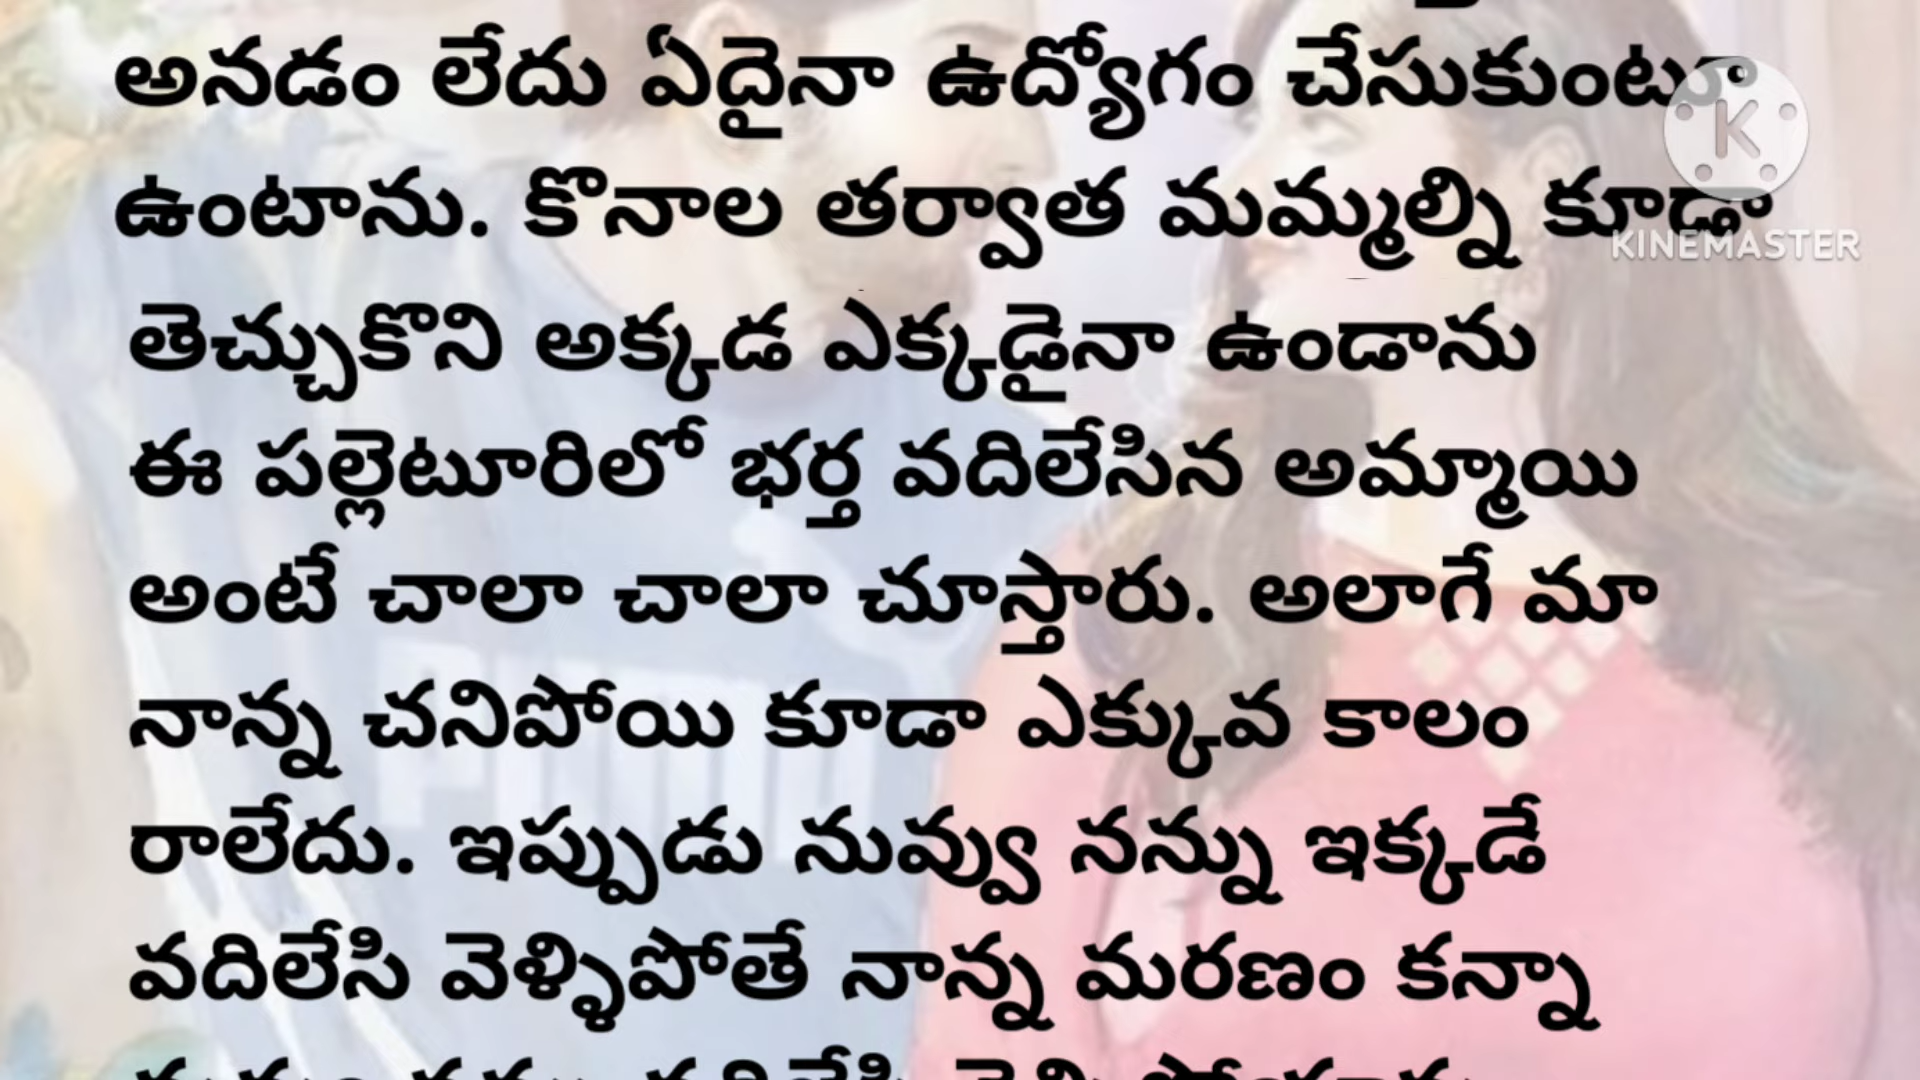 అనడం లేదు ఏదైనా ఉద్యోగం చేసుకుంటూ
ఉంటాను. కొనాల తర్వాత మమ్మల్ని కూడా
KINEMASTER
తెచ్చుకొని అక్కడ ఎక్కడైనా ఉండాను
ఈ పల్లెటూరిలో భర్త వదిలేసిన అమ్మాయి
అంటే చాలా చాలా చూస్తారు. అలాగే మా
నాన్న చనిపోయి కూడా ఎక్కువ కాలం
రాలేదు. ఇప్పుడు నువ్వు నన్ను ఇక్కడే
వదిలేసి వెళ్ళిపోతే నాన్న మరణం కన్నా